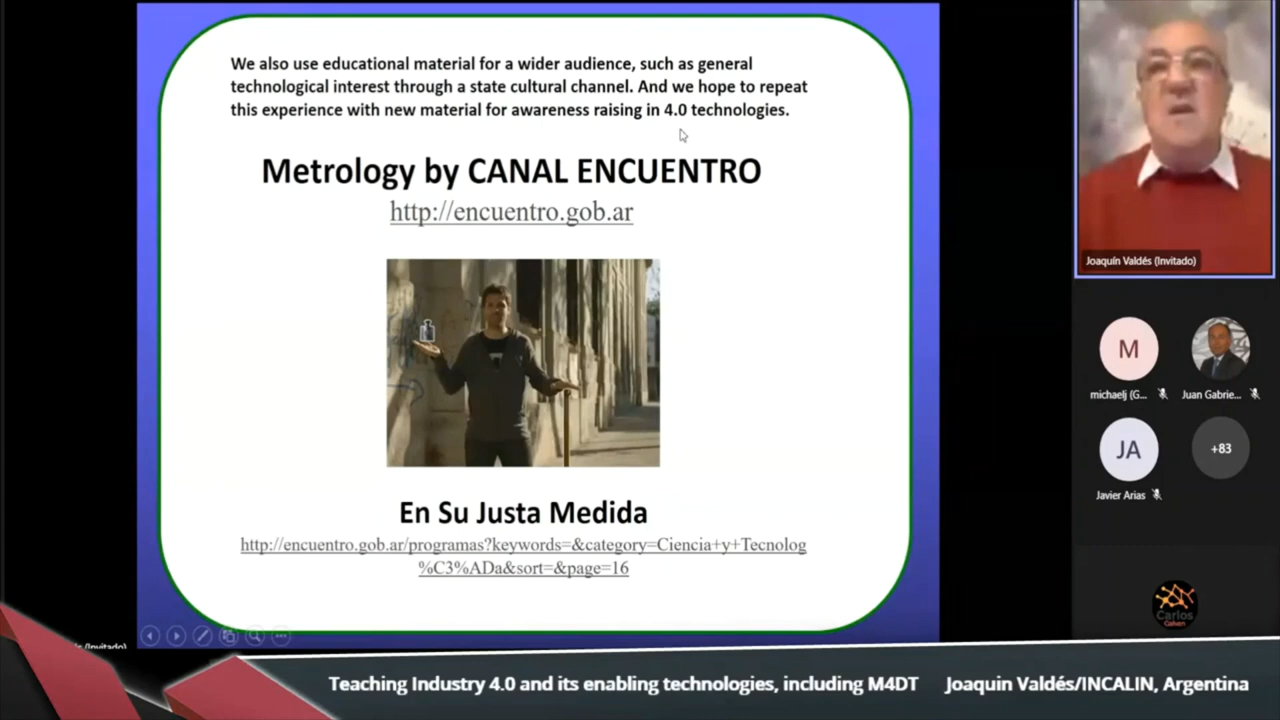 We also use educational material for a wider audience, such as general
technological interest through a state cultural channel. And we hope to repeat
this experience with new material for awareness raising in 4.0 technologies.
Metrology by CANAL ENCUENTRO
http://encuentro.gob.ar
En Su Justa Medida
http://encuentro.gob.ar/programas?keywords=&category=Ciencia+y+Tecnolog
%C3%ADa&sort=&page=16
Joaquín Valdés (Invitado)
M
michaelj (G...
Juan Gabrie...
JA
+83
Javier Arias
Carlos
(Invitado)
Teaching Industry 4.0 and its enabling technologies, including M4DT
Joaquin Valdés/INCALIN, Argentina